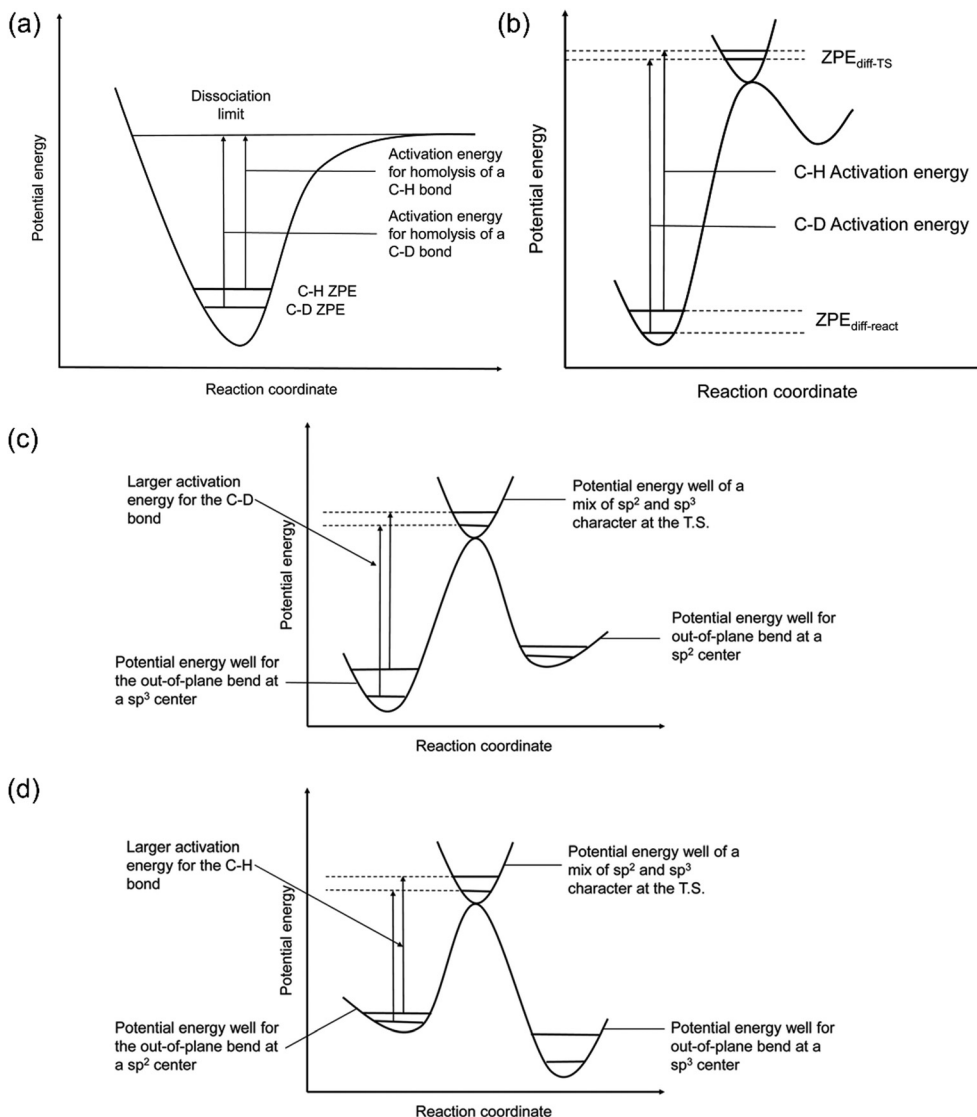 (a)
Potential energy
Dissociation
limit
Activation energy
for homolysis of a
C-H bond
Activation energy
for homolysis of a
C-D bond
C-H ZPE
C-D ZPE
Reaction coordinate
(b)
Potential energy
ZPEdiff-TS
C-H Activation energy
C-D Activation energy
ZPEdiff-react
Reaction coordinate
(c)
Larger activation
energy for the C-D
bond
Potential energy
Potential energy well of a
mix of sp² and sp³
character at the T.S.
Potential energy well for
out-of-plane bend at a
sp² center
Potential energy well for
the out-of-plane bend at
a sp³ center
Reaction coordinate
(d)
Larger activation
energy for the C-H
bond
Potential energy
Potential energy well of a
mix of sp² and sp³
character at the T.S.
Potential energy well for
the out-of-plane bend at
a sp² center
Potential energy well for
out-of-plane bend at a
sp³ center
Reaction coordinate